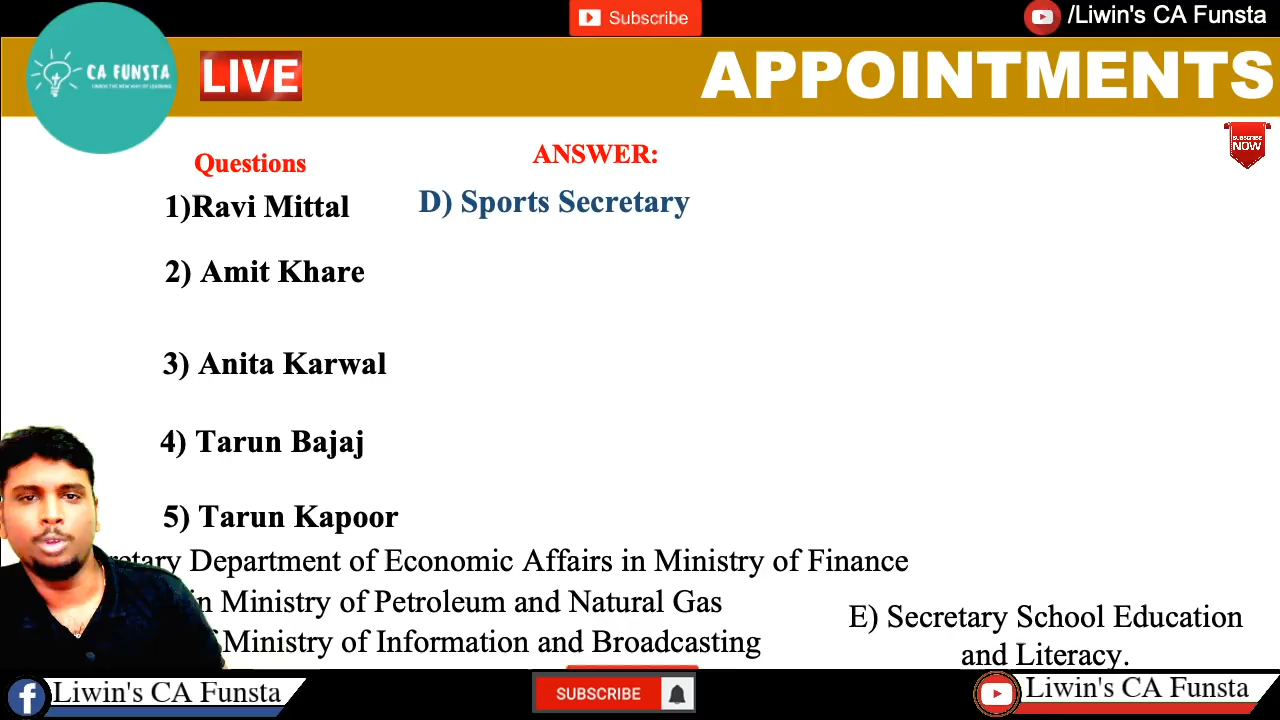 Subscribe
/Liwin's CA Funsta
CA FUNSTA
LIVE
APPOINTMENTS
SUBSCRIBE
NOW
Questions
ANSWER:
1)Ravi Mittal
D) Sports Secretary
2) Amit Khare
3) Anita Karwal
4) Tarun Bajaj
5) Tarun Kapoor
Department of Economic Affairs in Ministry of Finance
in Ministry of Petroleum and Natural Gas
Ministry of Information and Broadcasting
E) Secretary School Education
and Literacy.
Liwin's CA Funsta
SUBSCRIBE
Liwin's CA Funsta